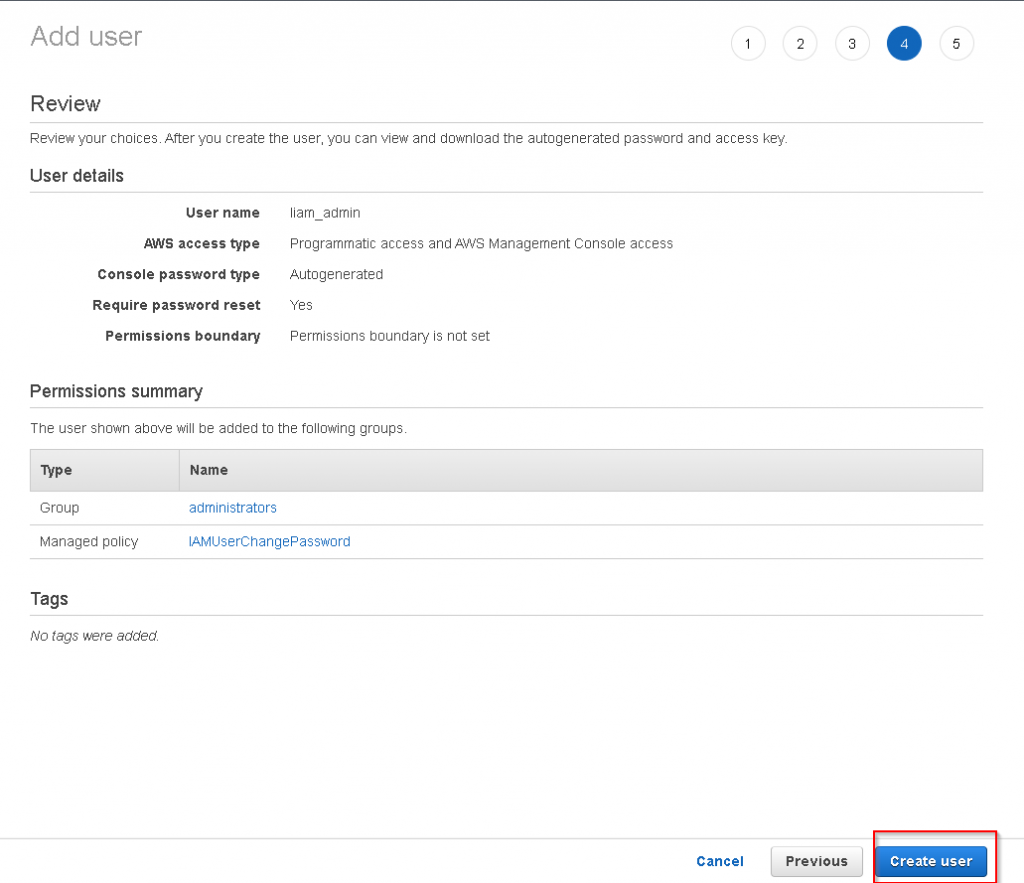 Add user
1 2 3 4 5
Review
Review your choices. After you create the user, you can view and download the autogenerated password and access key.
User details
User name liam_admin
AWS access type Programmatic access and AWS Management Console access
Console password type Autogenerated
Require password reset Yes
Permissions boundary Permissions boundary is not set
Permissions summary
The user shown above will be added to the following groups.
Type Name
Group administrators
Managed policy IAMUserChangePassword
Tags
No tags were added.
Cancel Previous Create user